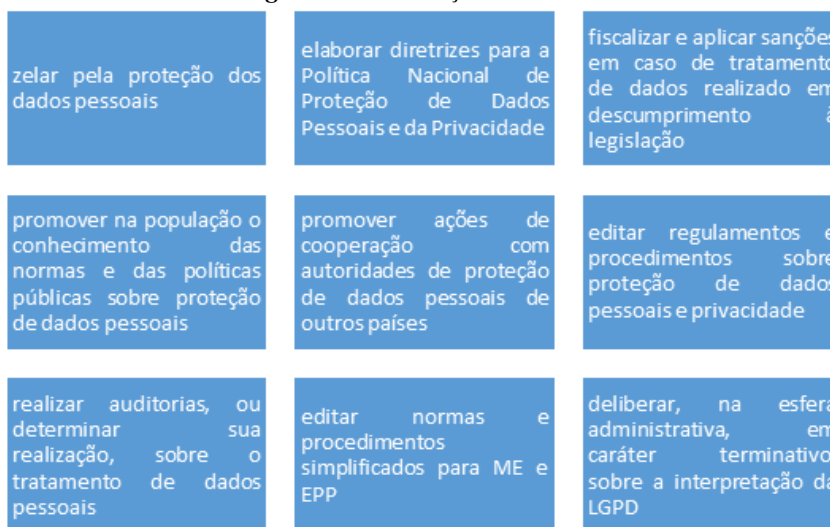 zelar pela proteção dos
dados pessoais
elaborar diretrizes para a
Política Nacional de
Proteção de Dados
Pessoais e da Privacidade
fiscalizar e aplicar sanções
em caso de tratamento
de dados realizado em
descumprimento à
legislação
promover na população o
conhecimento das
normas e das políticas
públicas sobre proteção
de dados pessoais
promover ações de
cooperação com
autoridades de proteção
de dados pessoais de
outros países
editar regulamentos e
procedimentos sobre
proteção de dados
pessoais e privacidade
realizar auditorias, ou
determinar sua
realização, sobre o
tratamento de dados
pessoais
editar normas e
procedimentos
simplificados para ME e
EPP
deliberar, na esfera
administrativa, em
caráter terminativo,
sobre a interpretação da
LGPD